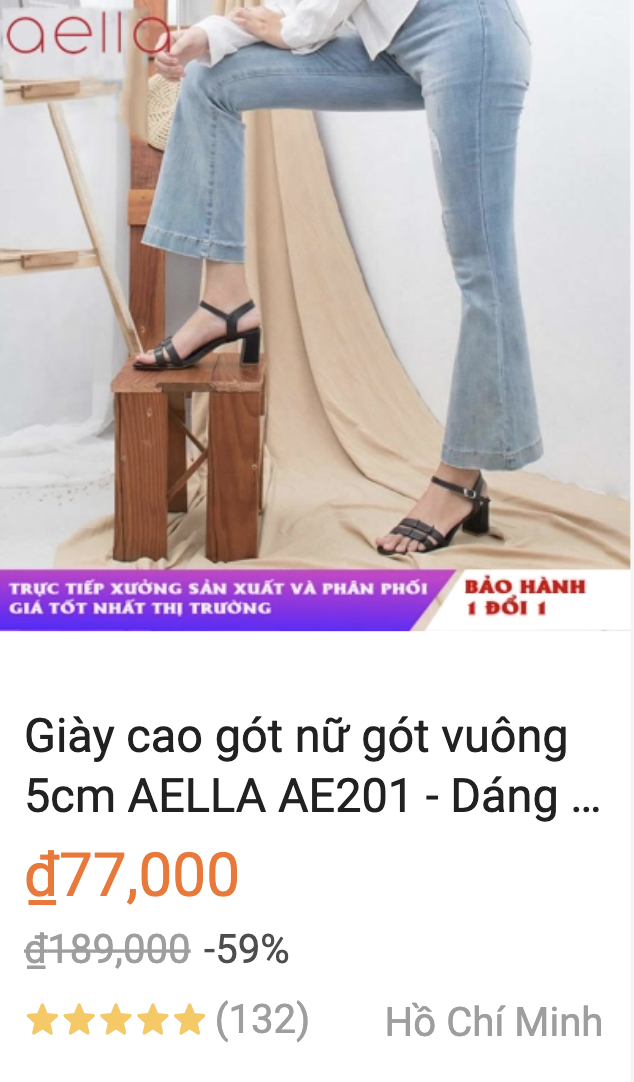 aella
TRỰC TIẾP XƯỞNG SẢN XUẤT VÀ PHÂN PHỐI
GIÁ TỐT NHẤT THỊ TRƯỜNG
BẢO HÀNH
1 ĐỔI 1
Giày cao gót nữ gót vuông
5cm AELLA AE201 - Dáng ...
₫77,000
₫189,000 -59%
(132) Hồ Chí Minh